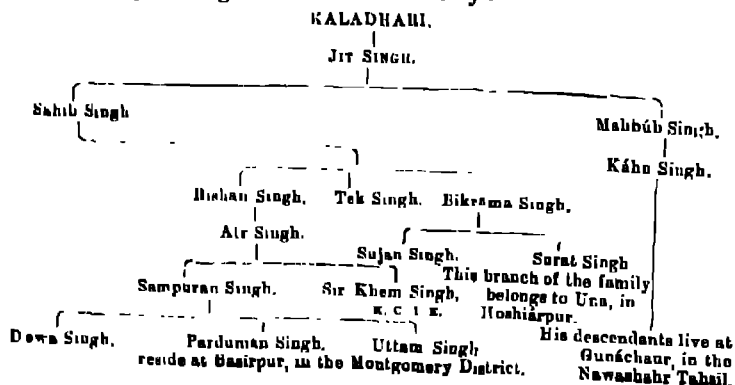 KALADHARI.
JIT SINGH.
Sahib Singh
Mahbúb Singh.
Káhn Singh.
Bishan Singh. Tek Singh. Bikrama Singh.
Atr Singh.
Sujan Singh. Surat Singh
This branch of the family
belongs to Una, in
Hoshiárpur.
Sampuran Singh. Sir Khem Singh,
K. C I E.
His descendants live at
Gunáchaur, in the
Nawashahr Tahsil.
Dewa Singh. Parduman Singh. Uttam Singh
reside at Basirpur, in the Montgomery District.